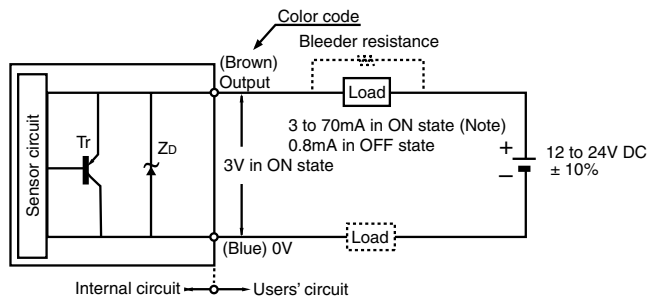 Color code
Bleeder resistance
(Brown)
Output
Load
Sensor circuit
Tr
ZD
3 to 70mA in ON state (Note)
0.8mA in OFF state
3V in ON state
+
−
12 to 24V DC
± 10%
Load
(Blue) 0V
Internal circuit
Users' circuit